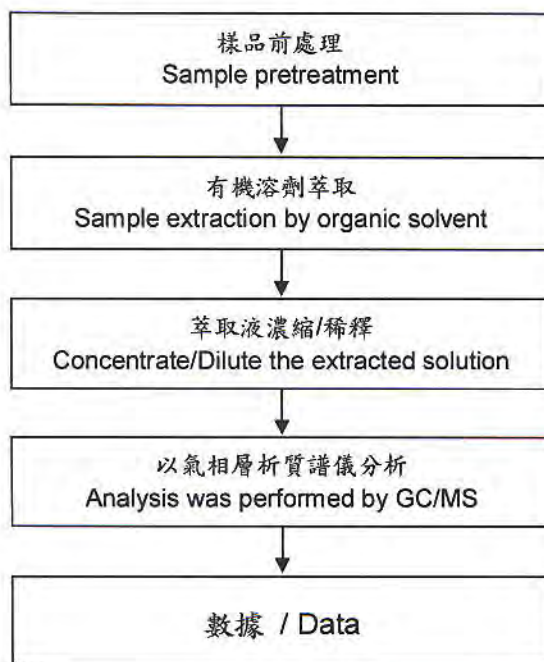 樣品前處理
Sample pretreatment
有機溶劑萃取
Sample extraction by organic solvent
萃取液濃縮/稀釋
Concentrate/Dilute the extracted solution
以氣相層析質譜儀分析
Analysis was performed by GC/MS
數據 / Data